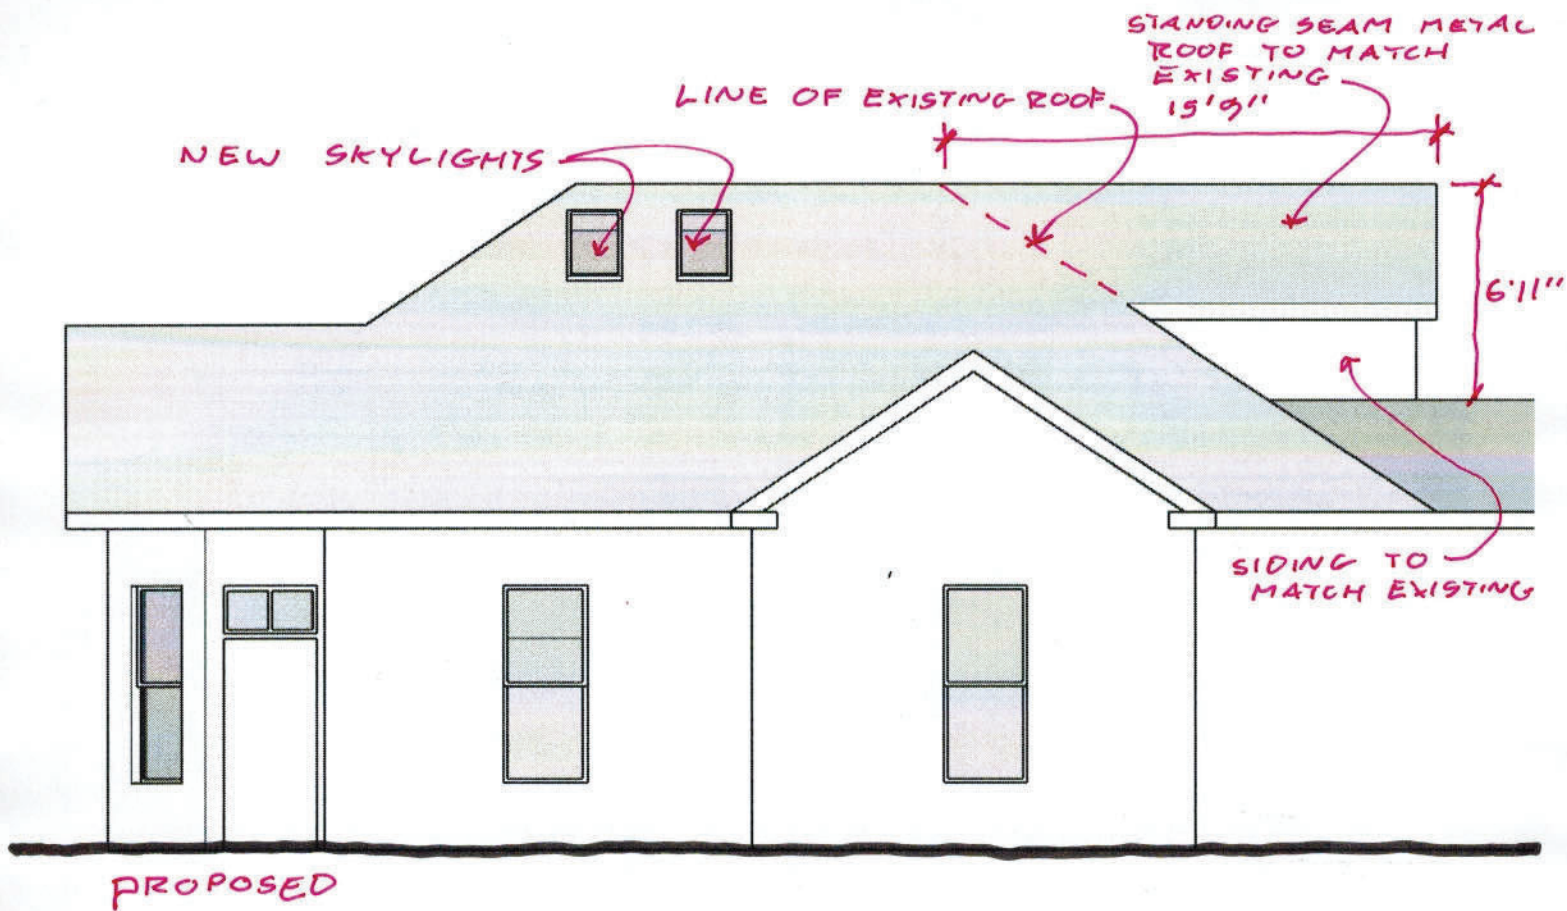 STANDING SEAM METAL
ROOF TO MATCH
EXISTING
15'9"
LINE OF EXISTING ROOF
NEW SKYLIGHTS
6'11"
SIDING TO
MATCH EXISTING
PROPOSED